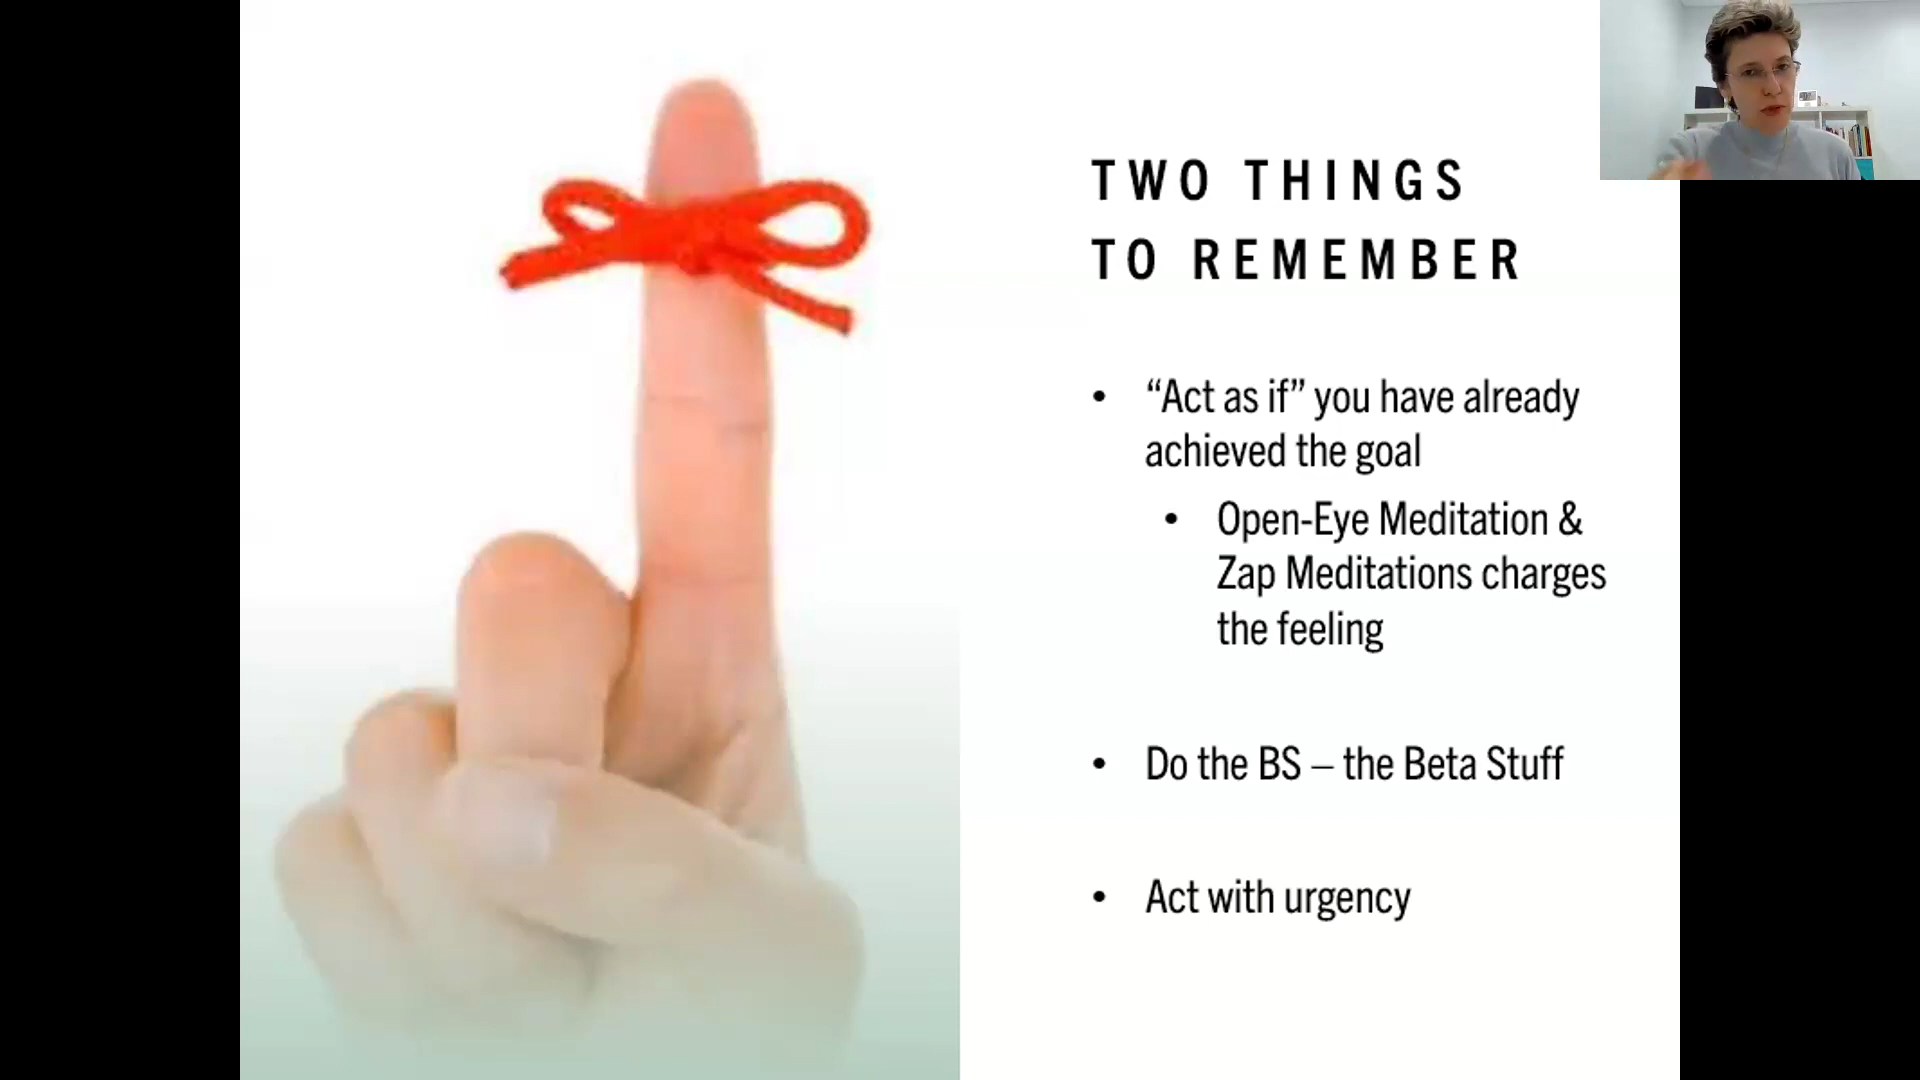 TWO THINGS
TO REMEMBER
• “Act as if” you have already
achieved the goal
• Open-Eye Meditation &
Zap Meditations charges
the feeling
• Do the BS – the Beta Stuff
• Act with urgency